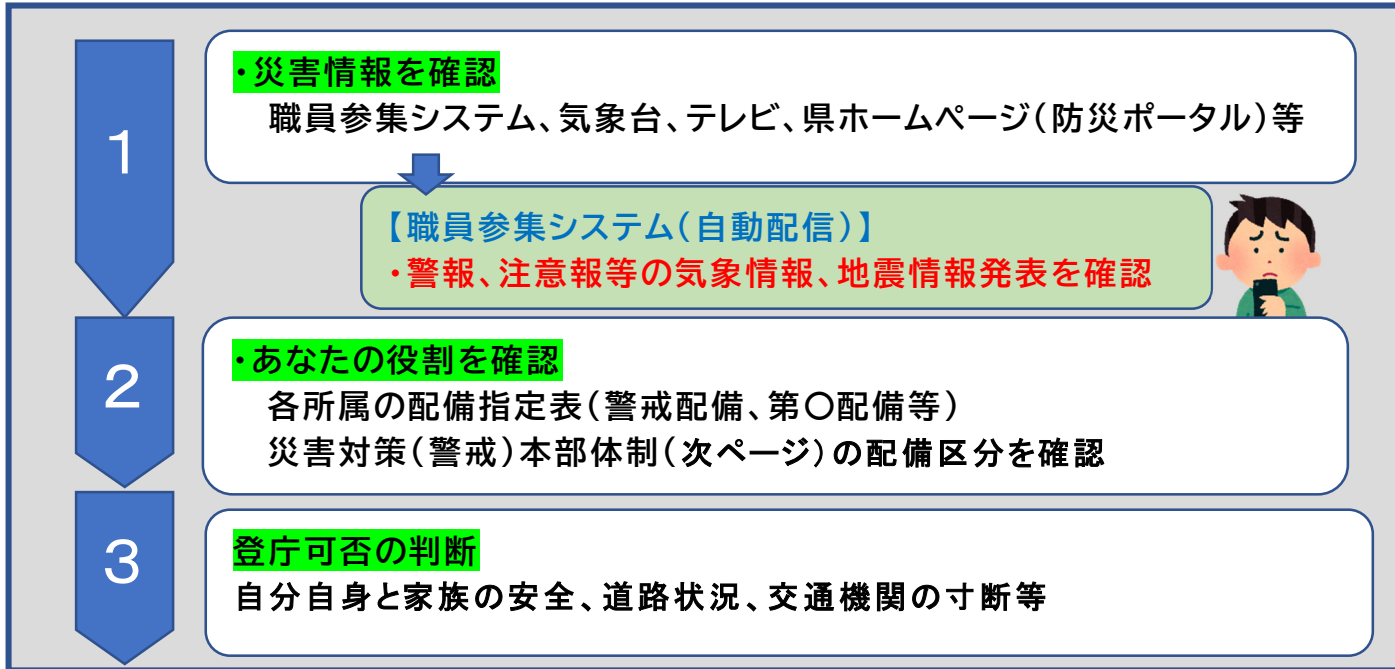 1
・災害情報を確認
職員参集システム、気象台、テレビ、県ホームページ(防災ポータル)等
【職員参集システム(自動配信)】
・警報、注意報等の気象情報、地震情報発表を確認
2
・あなたの役割を確認
各所属の配備指定表(警戒配備、第〇配備等)
災害対策(警戒)本部体制(次ページ)の配備区分を確認
3
登庁可否の判断
自分自身と家族の安全、道路状況、交通機関の寸断等